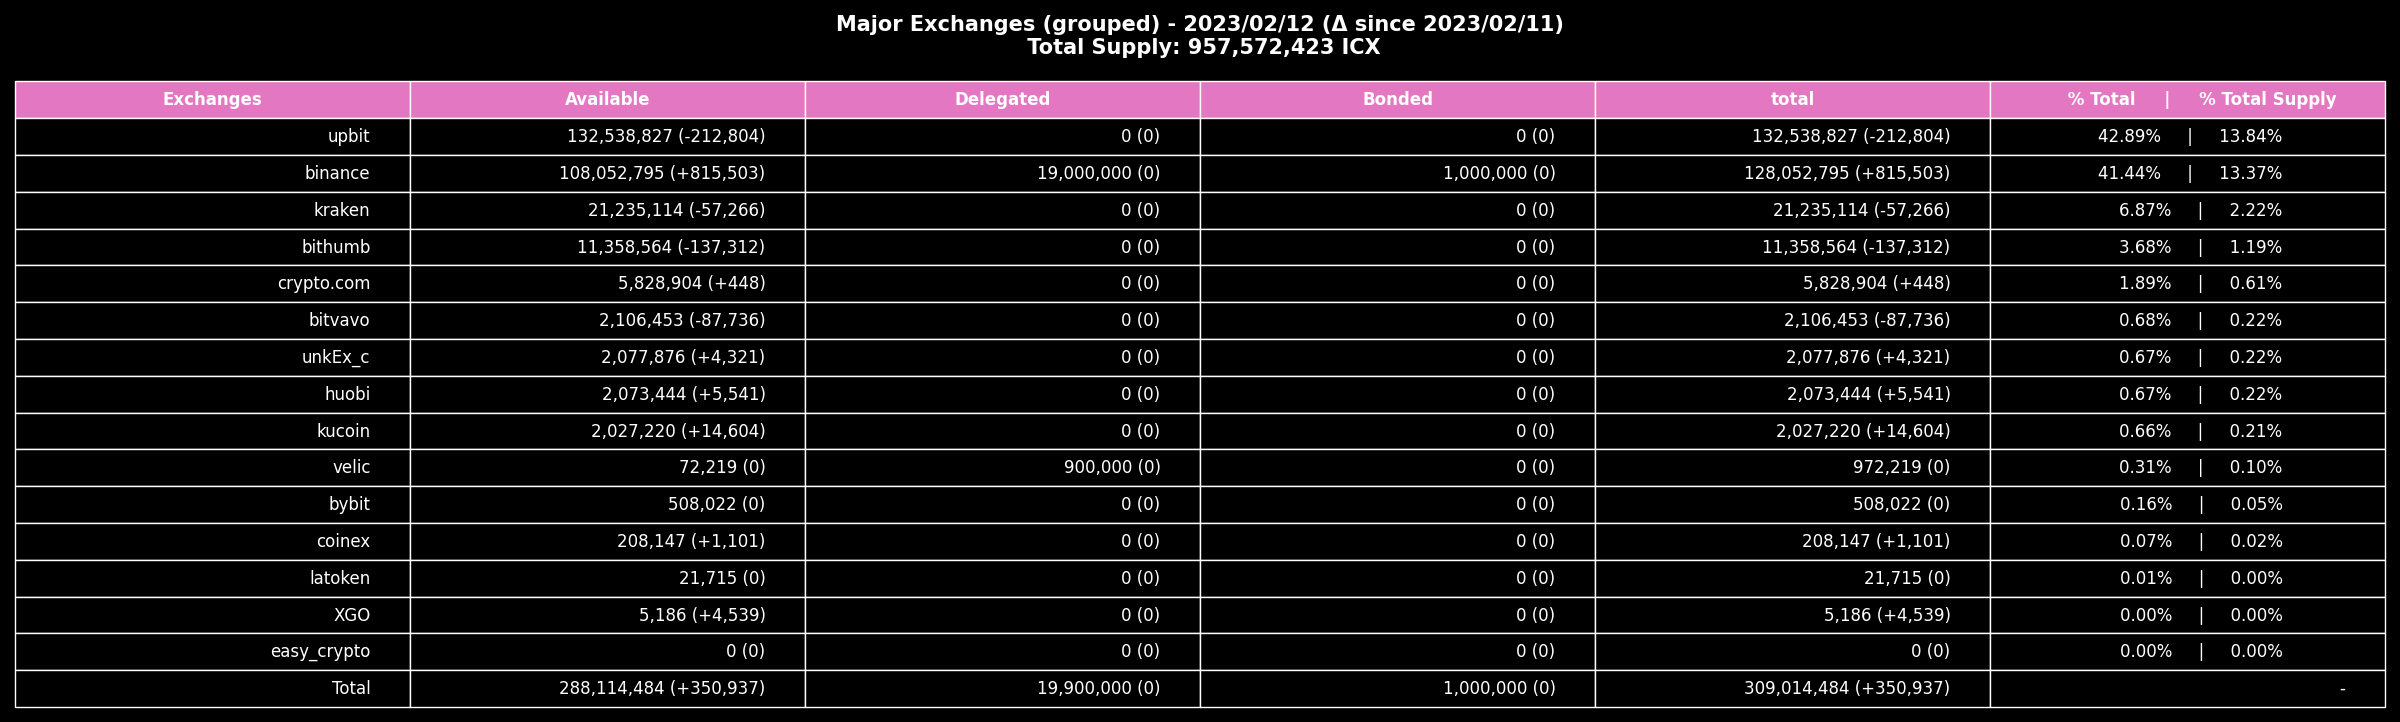 Major Exchanges (grouped) - 2023/02/12 (Δ since 2023/02/11)
Total Supply: 957,572,423 ICX
Exchanges Available Delegated Bonded total % Total | % Total Supply
upbit 132,538,827 (-212,804) 0 (0) 0 (0) 132,538,827 (-212,804) 42.89% | 13.84%
binance 108,052,795 (+815,503) 19,000,000 (0) 1,000,000 (0) 128,052,795 (+815,503) 41.44% | 13.37%
kraken 21,235,114 (-57,266) 0 (0) 0 (0) 21,235,114 (-57,266) 6.87% | 2.22%
bithumb 11,358,564 (-137,312) 0 (0) 0 (0) 11,358,564 (-137,312) 3.68% | 1.19%
crypto.com 5,828,904 (+448) 0 (0) 0 (0) 5,828,904 (+448) 1.89% | 0.61%
bitvavo 2,106,453 (-87,736) 0 (0) 0 (0) 2,106,453 (-87,736) 0.68% | 0.22%
unkEx_c 2,077,876 (+4,321) 0 (0) 0 (0) 2,077,876 (+4,321) 0.67% | 0.22%
huobi 2,073,444 (+5,541) 0 (0) 0 (0) 2,073,444 (+5,541) 0.67% | 0.22%
kucoin 2,027,220 (+14,604) 0 (0) 0 (0) 2,027,220 (+14,604) 0.66% | 0.21%
velic 72,219 (0) 900,000 (0) 0 (0) 972,219 (0) 0.31% | 0.10%
bybit 508,022 (0) 0 (0) 0 (0) 508,022 (0) 0.16% | 0.05%
coinex 208,147 (+1,101) 0 (0) 0 (0) 208,147 (+1,101) 0.07% | 0.02%
latoken 21,715 (0) 0 (0) 0 (0) 21,715 (0) 0.01% | 0.00%
XGO 5,186 (+4,539) 0 (0) 0 (0) 5,186 (+4,539) 0.00% | 0.00%
easy_crypto 0 (0) 0 (0) 0 (0) 0 (0) 0.00% | 0.00%
Total 288,114,484 (+350,937) 19,900,000 (0) 1,000,000 (0) 309,014,484 (+350,937) -